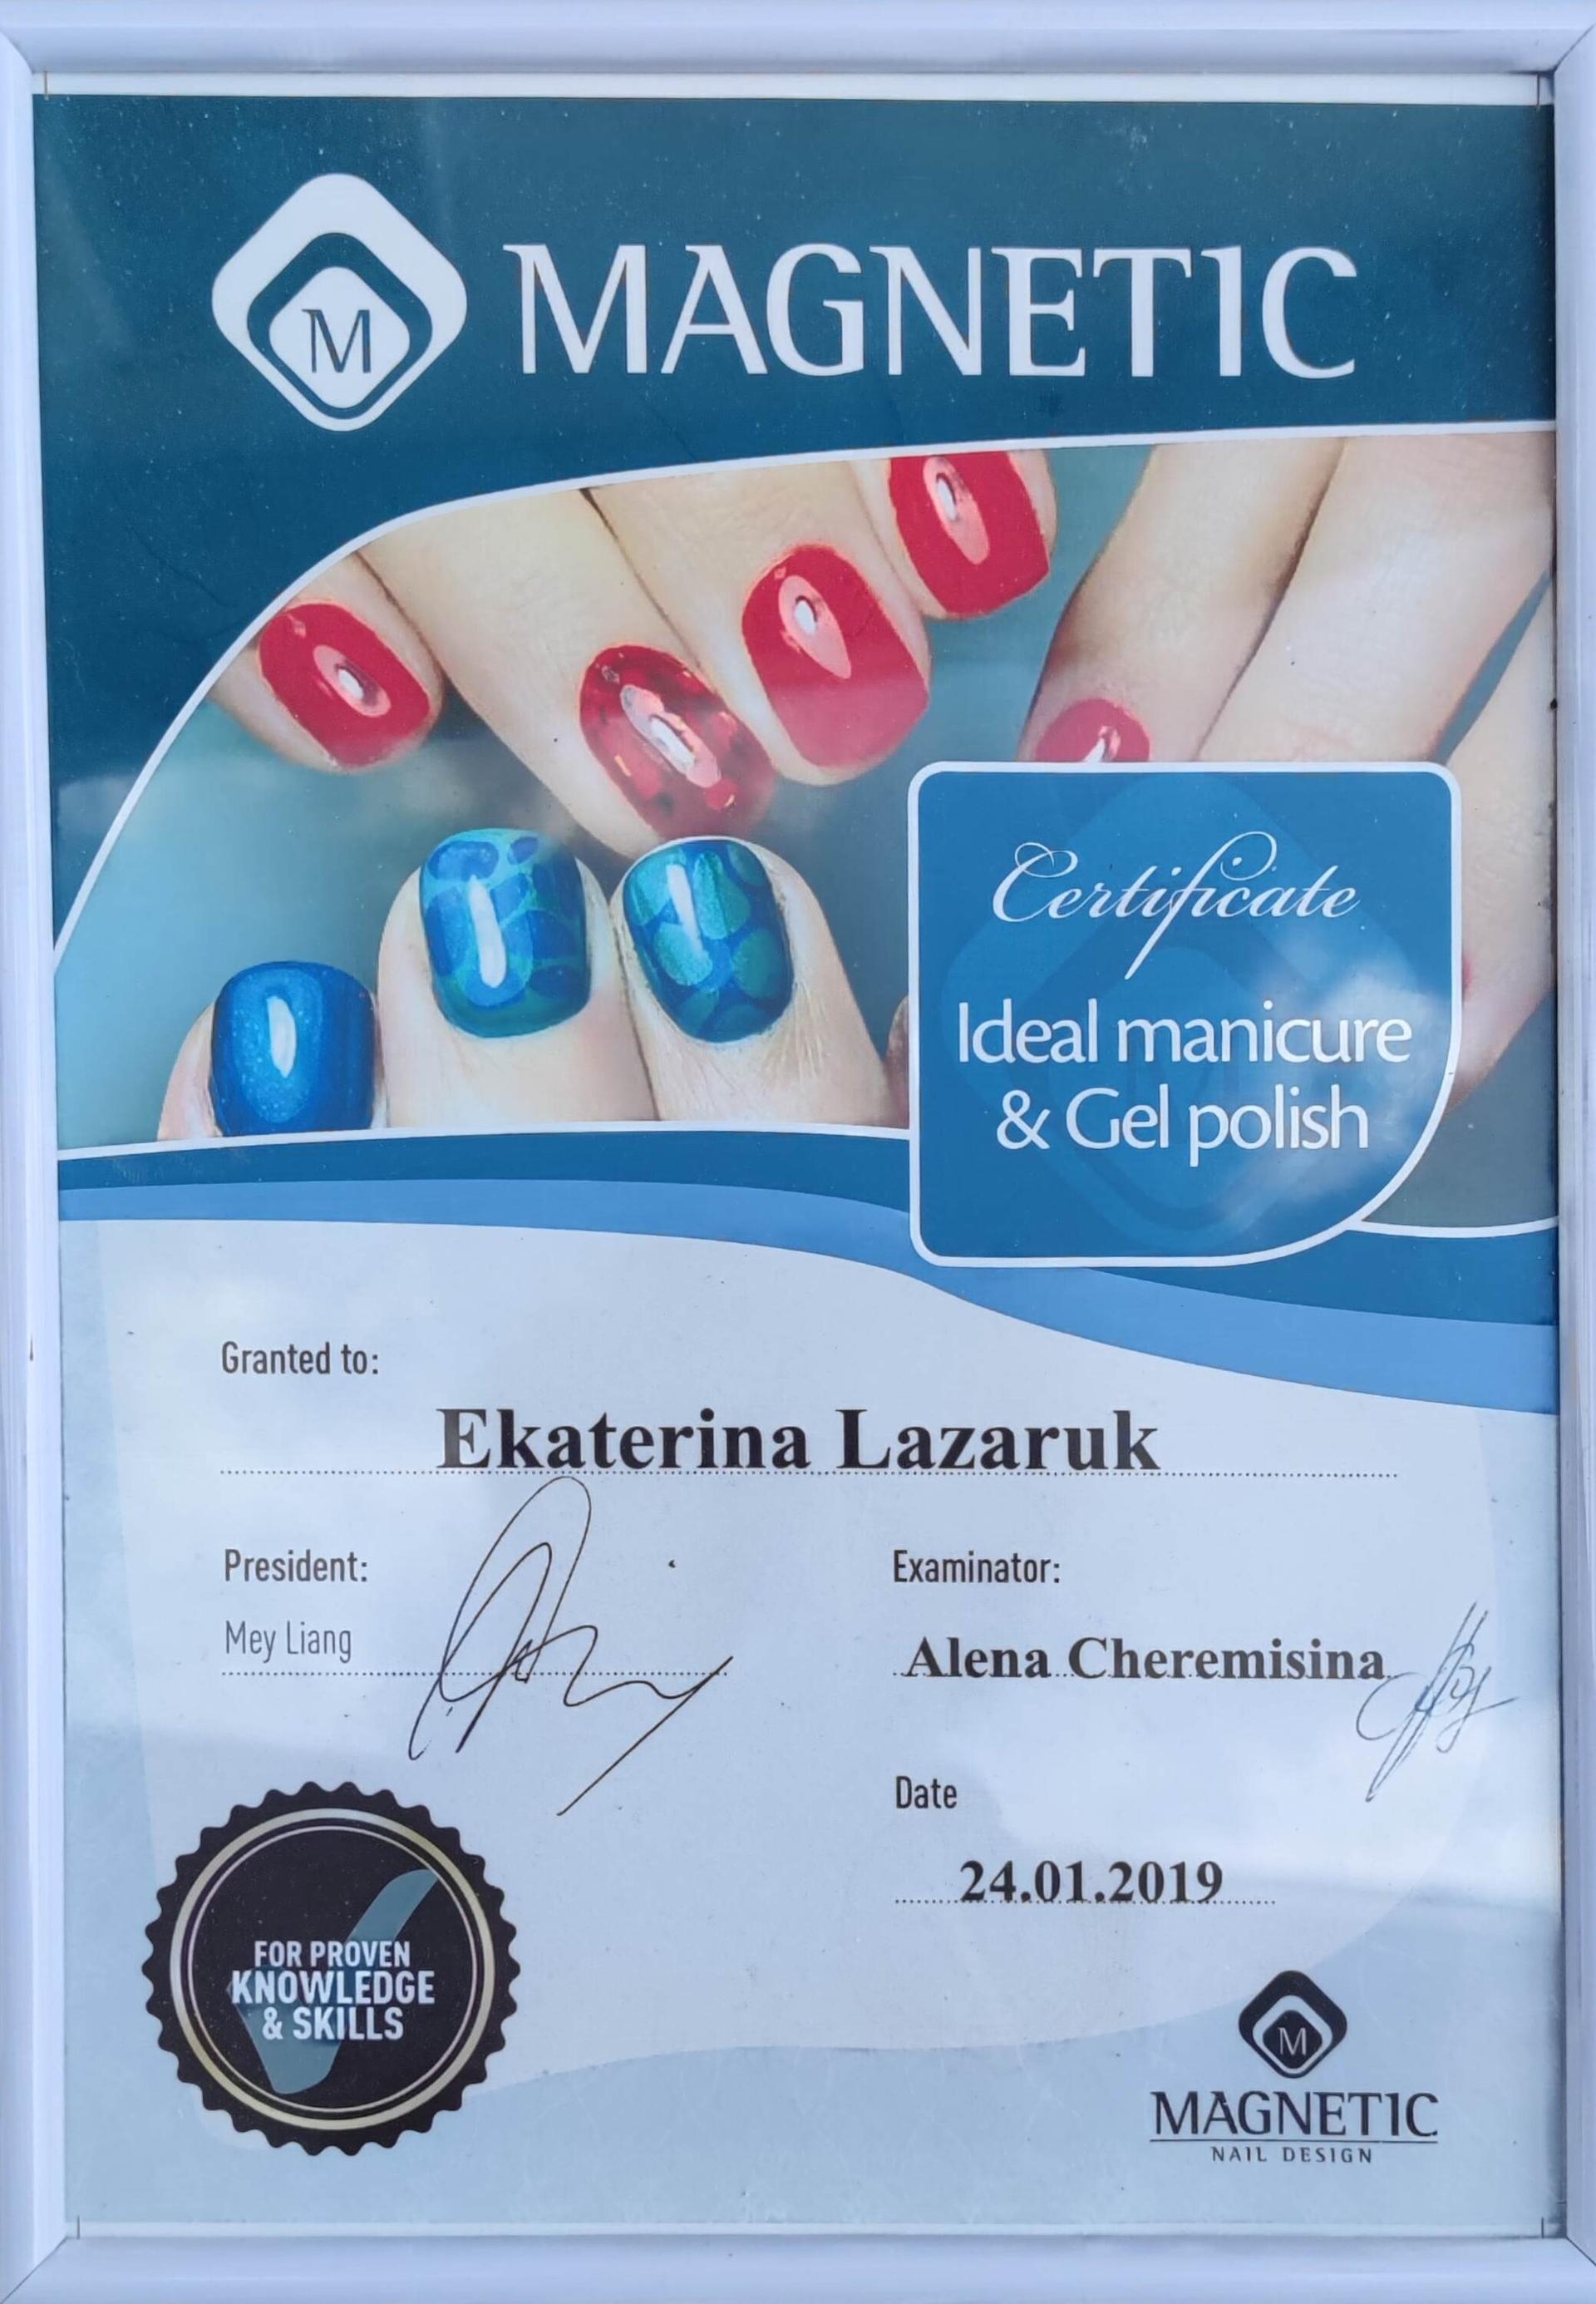 M
MAGNETIC
Certificate
Ideal manicure
& Gel polish
Granted to:
Ekaterina Lazaruk
President:
Mey Liang
Examinator:
Alena Cheremisina
Date
24.01.2019
FOR PROVEN
KNOWLEDGE
& SKILLS
M
MAGNETIC
NAIL DESIGN